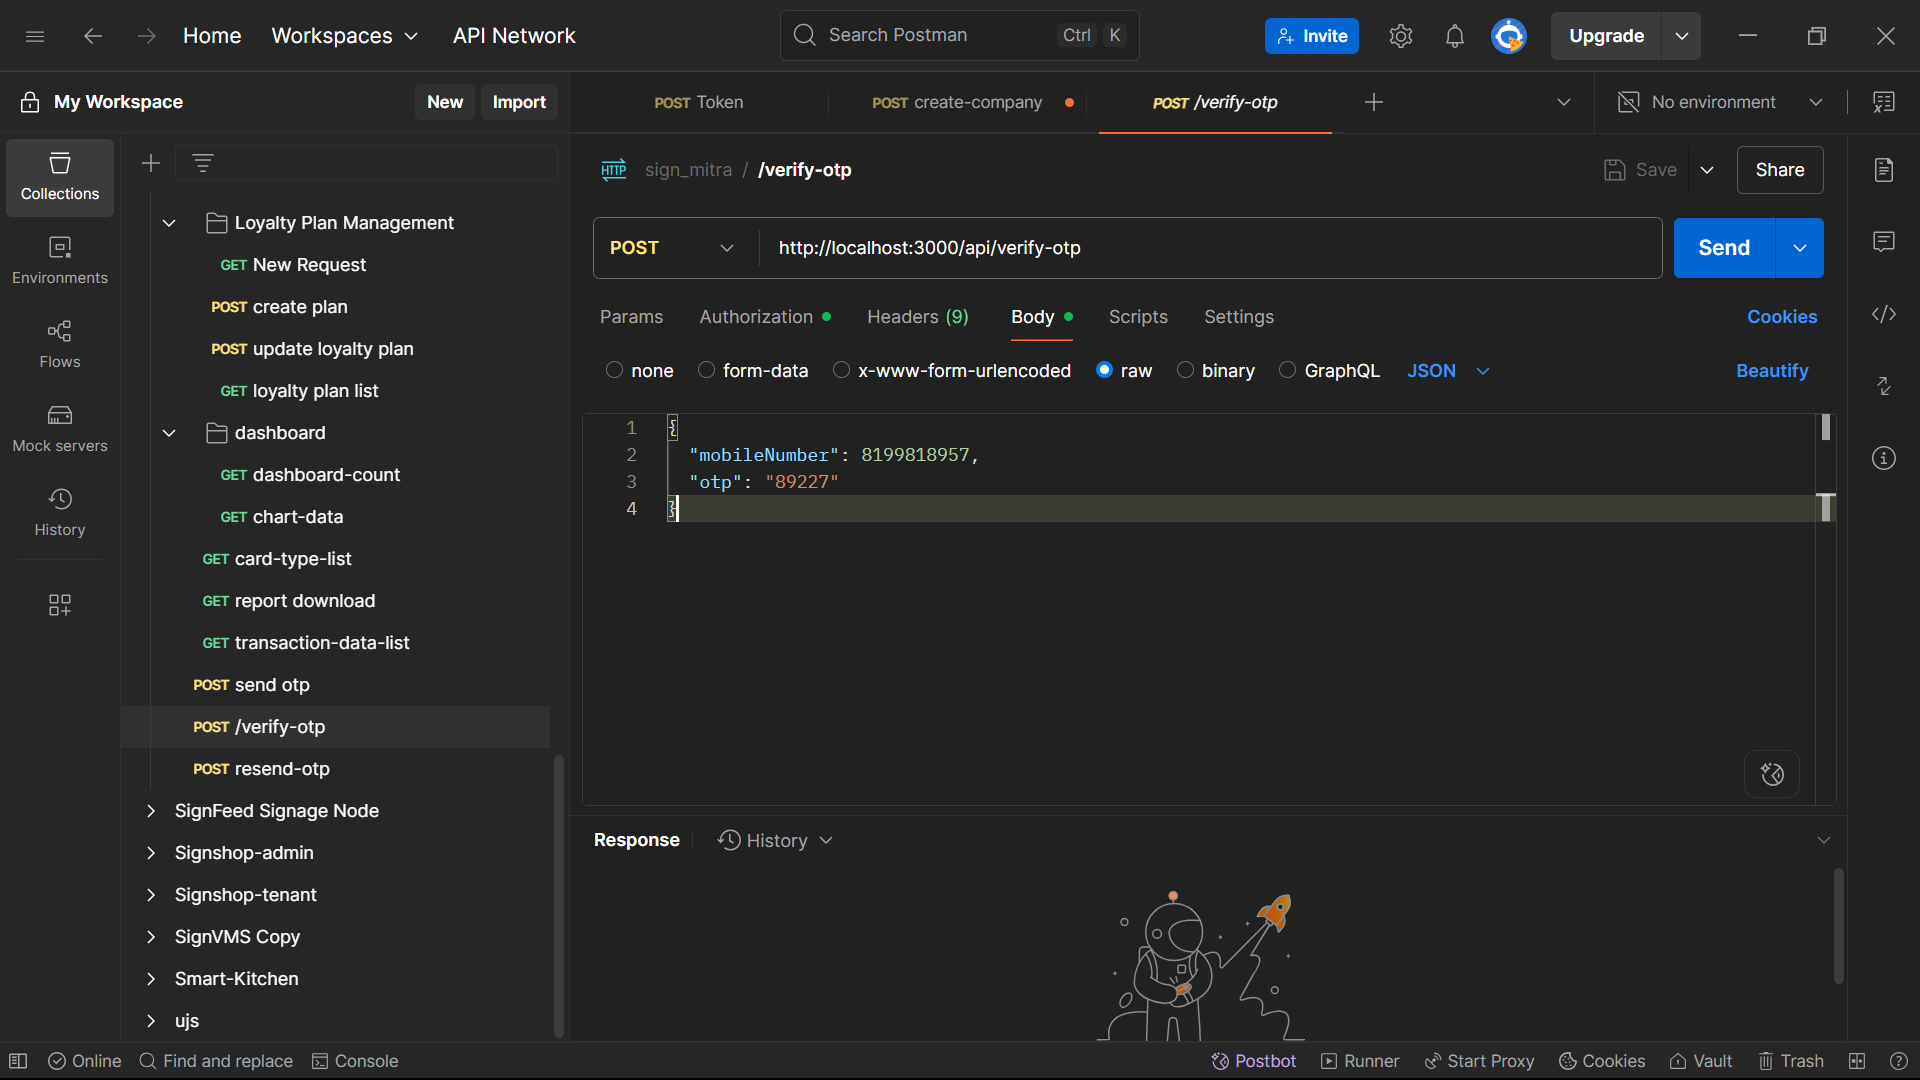 Home
Workspaces
API Network
Search Postman
Ctrl K
Invite
Upgrade
My Workspace
New
Import
POST Token
POST create-company
POST /verify-otp
No environment
Collections
Environments
Flows
Mock servers
History
Loyalty Plan Management
GET New Request
POST create plan
POST update loyalty plan
GET loyalty plan list
dashboard
GET dashboard-count
GET chart-data
GET card-type-list
GET report download
GET transaction-data-list
POST send otp
POST /verify-otp
POST resend-otp
SignFeed Signage Node
Signshop-admin
Signshop-tenant
SignVMS Copy
Smart-Kitchen
ujs
HTTP sign_mitra / /verify-otp
Save
Share
POST
http://localhost:3000/api/verify-otp
Send
Params
Authorization
Headers (9)
Body
Scripts
Settings
Cookies
none
form-data
x-www-form-urlencoded
raw
binary
GraphQL
JSON
Beautify
1 {
2 "mobileNumber": 8199818957,
3 "otp": "89227"
4 }
Response
History
Online
Find and replace
Console
Postbot
Runner
Start Proxy
Cookies
Vault
Trash